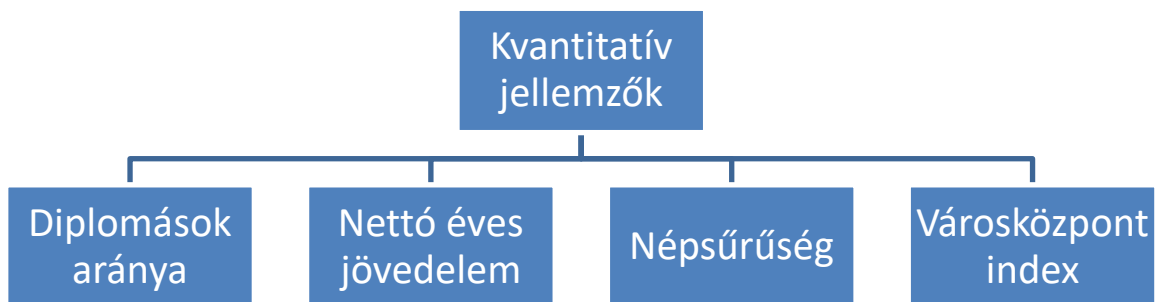 Kvantitatív
jellemzők
Diplomások
aránya
Nettó éves
jövedelem
Népsűrűség
Városközpont
index